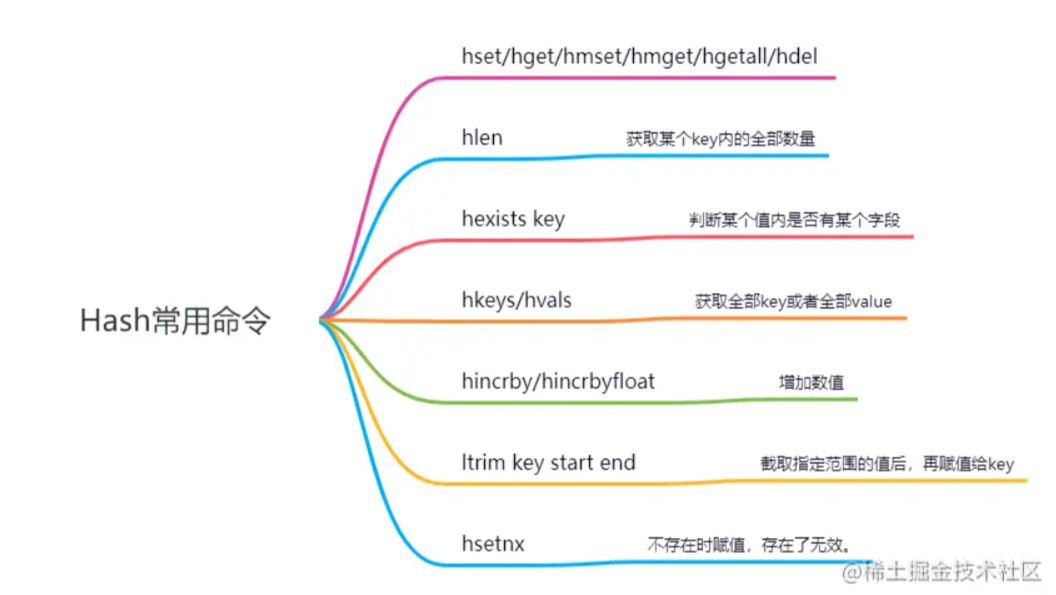 hset/hget/hmset/hmget/hgetall/hdel
hlen 获取某个key内的全部数量
hexists key 判断某个值内是否有某个字段
hkeys/hvals 获取全部key或者全部value
Hash常用命令
hincrby/hincrbyfloat 增加数值
ltrim key start end 截取指定范围的值后，再赋值给key
hsetnx 不存在时赋值，存在了无效。
@稀土掘金技术社区